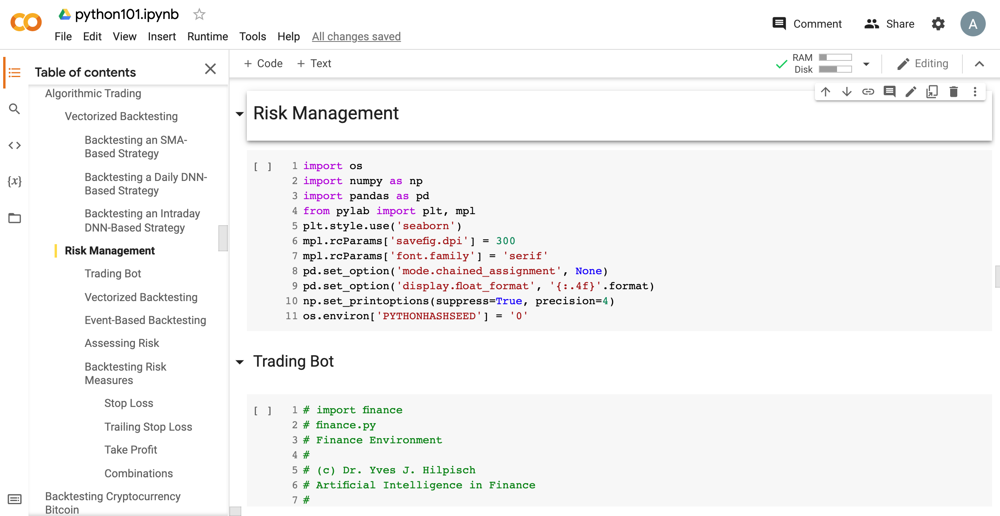 python101.ipynb
File Edit View Insert Runtime Tools Help All changes saved
Comment Share A
Table of contents
Algorithmic Trading
Vectorized Backtesting
Backtesting an SMA-
Based Strategy
Backtesting a Daily DNN-
Based Strategy
Backtesting an Intraday
DNN-Based Strategy
Risk Management
Trading Bot
Vectorized Backtesting
Event-Based Backtesting
Assessing Risk
Backtesting Risk
Measures
Stop Loss
Trailing Stop Loss
Take Profit
Combinations
Backtesting Cryptocurrency
Bitcoin
{x}
+ Code + Text
RAM
Disk
Editing
Risk Management
[ ] 1 import os
2 import numpy as np
3 import pandas as pd
4 from pylab import plt, mpl
5 plt.style.use('seaborn')
6 mpl.rcParams['savefig.dpi'] = 300
7 mpl.rcParams['font.family'] = 'serif'
8 pd.set_option('mode.chained_assignment', None)
9 pd.set_option('display.float_format', '{:.4f}'.format)
10 np.set_printoptions(suppress=True, precision=4)
11 os.environ['PYTHONHASHSEED'] = '0'
Trading Bot
[ ] 1 # import finance
2 # finance.py
3 # Finance Environment
4 #
5 # (c) Dr. Yves J. Hilpisch
6 # Artificial Intelligence in Finance
7 #